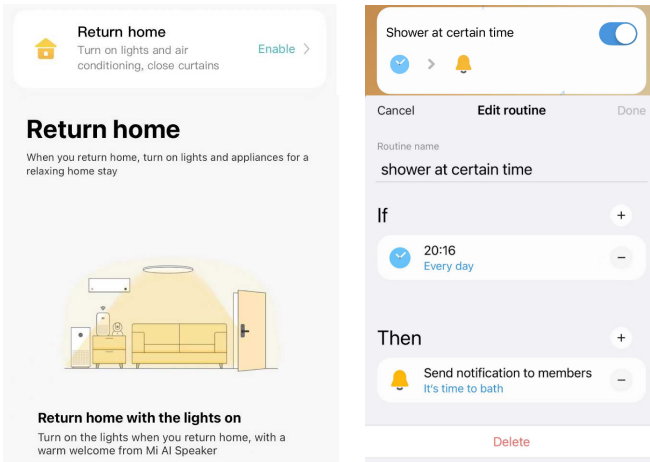 Return home
Turn on lights and air
conditioning, close curtains
Enable
Return home
When you return home, turn on lights and appliances for a
relaxing home stay
Return home with the lights on
Turn on the lights when you return home, with a
warm welcome from Mi AI Speaker
Shower at certain time
Cancel
Edit routine
Done
Routine name
shower at certain time
If
20:16
Every day
Then
Send notification to members
It's time to bath
Delete